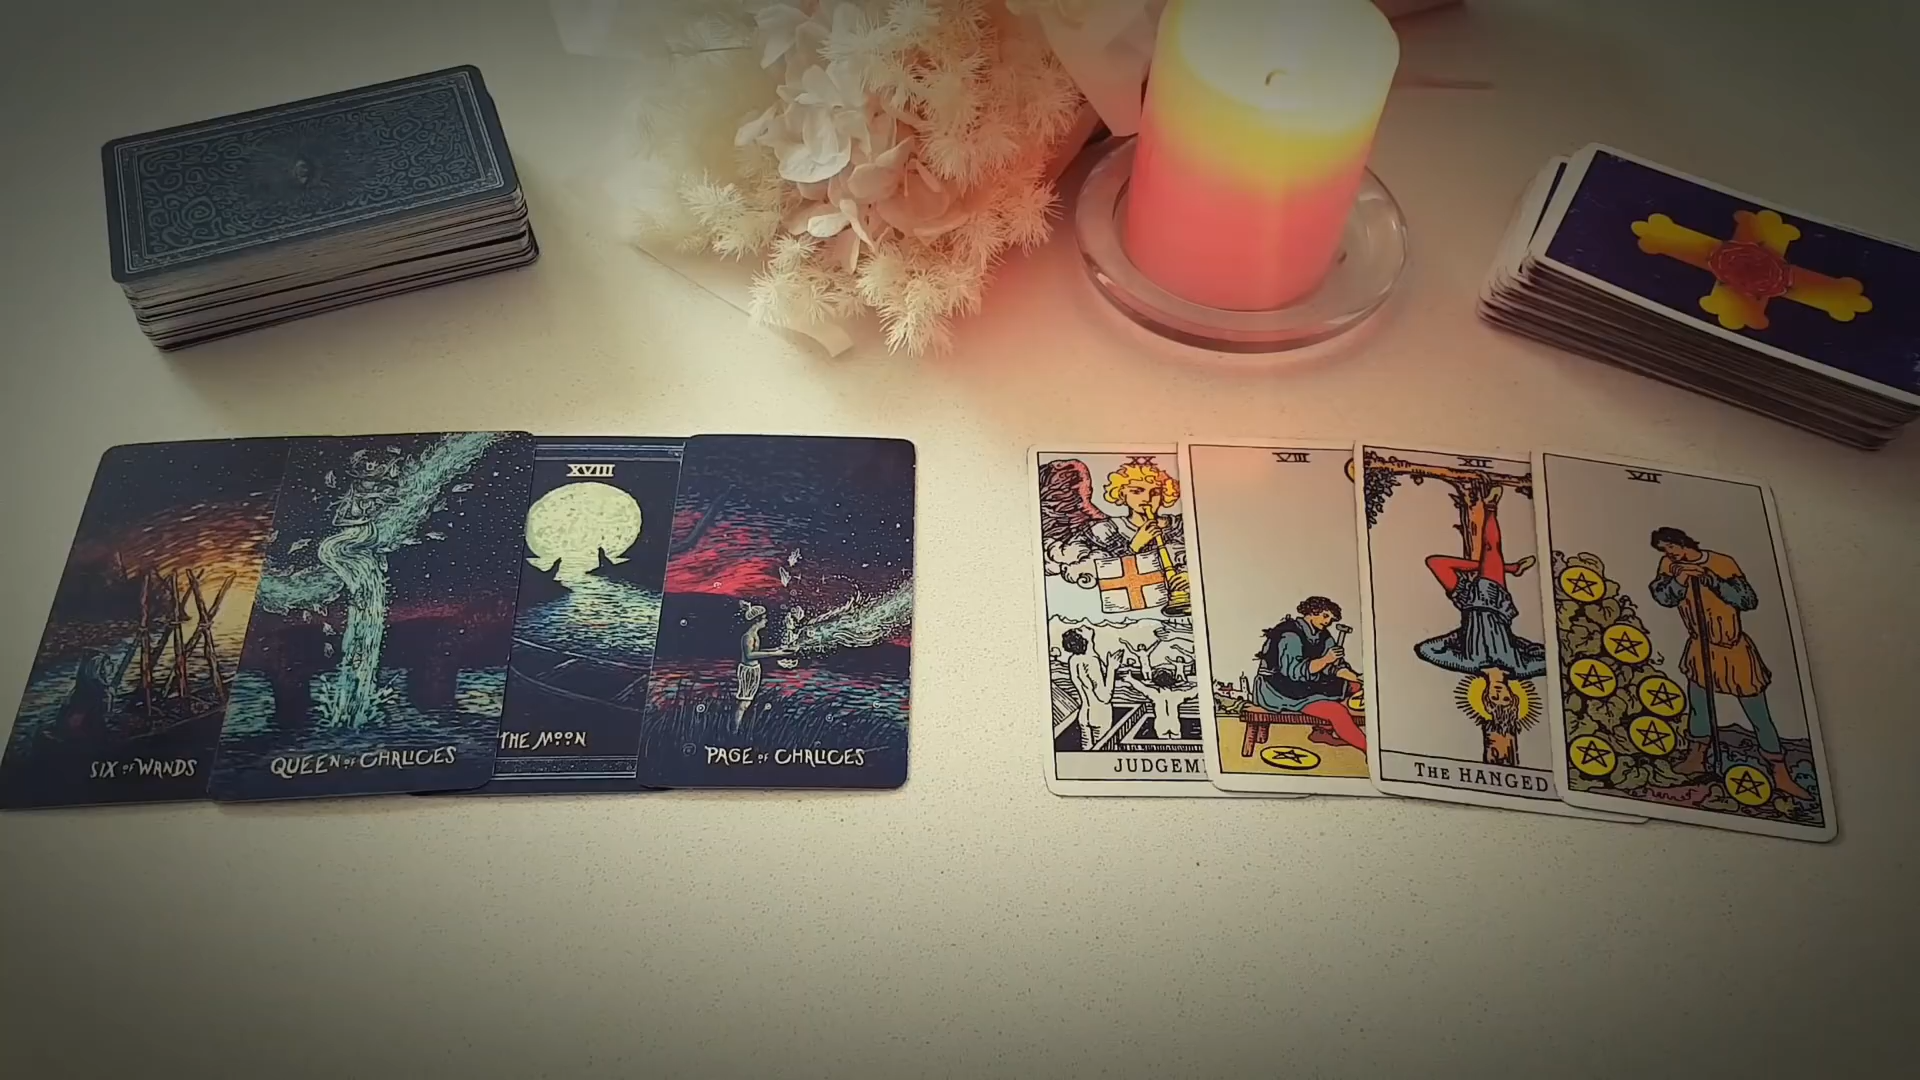 SIX OF WANDS
QUEEN OF CHALICES
XVIII
THE MOON
PAGE OF CHALICES
XX
JUDGEM
VIII
XII
THE HANGED
VII